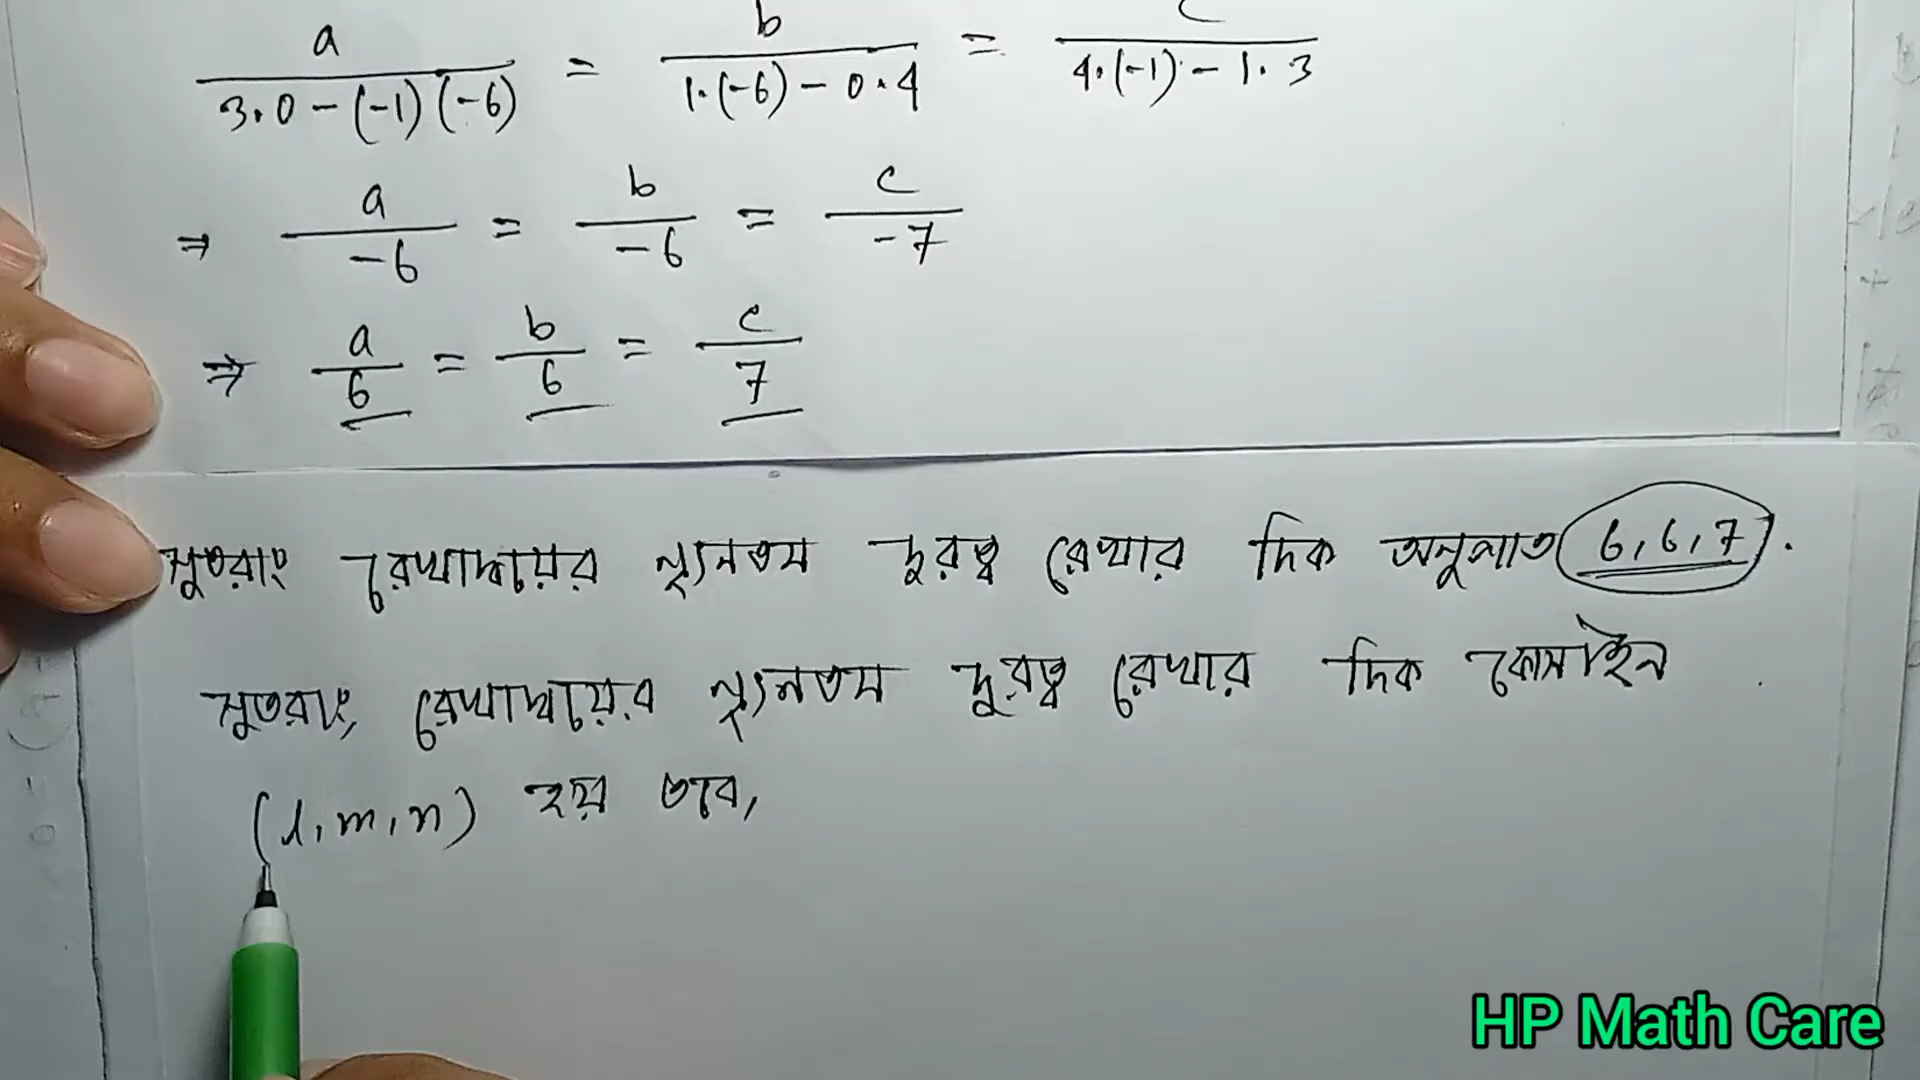 a/(3.0 - (-1)(-6)) = b/(1.(-6) - 0.4) = c/(4.(-1) - 1.3)
⇒ a/-6 = b/-6 = c/-7
⇒ a/6 = b/6 = c/7
সুতরাং রেখাদ্বয়ের ন্যূনতম দূরত্ব রেখার দিক অনুপাত 6, 6, 7.
সুতরাং, রেখাদ্বয়ের ন্যূনতম দূরত্ব রেখার দিক কোসাইন
(l, m, n) হয় তবে,
HP Math Care